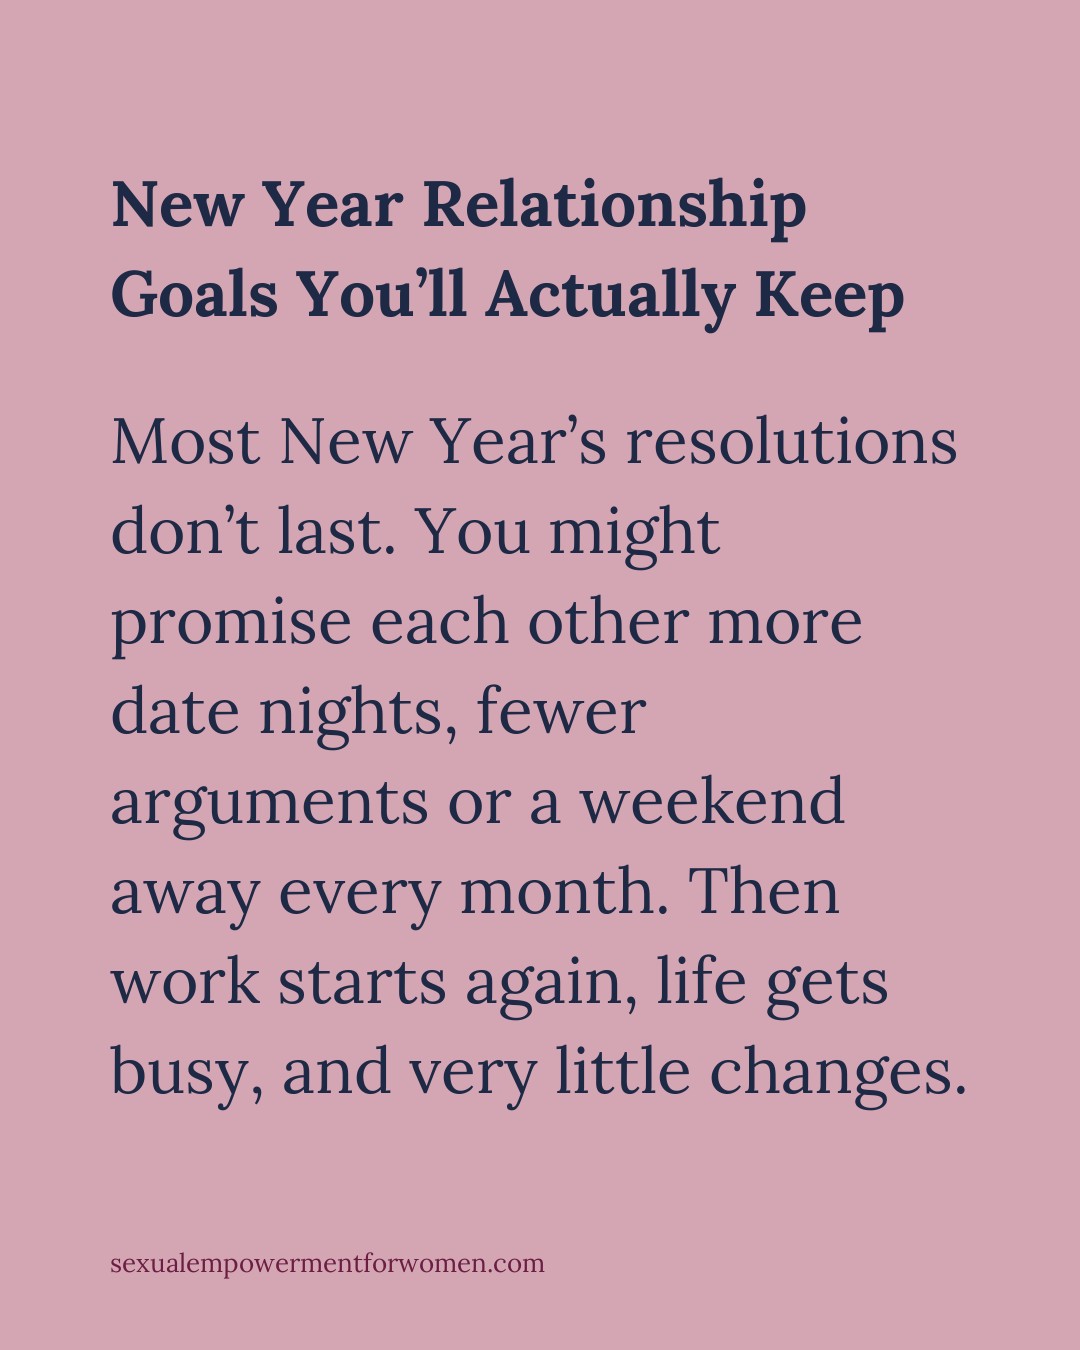 New Year Relationship
Goals You’ll Actually Keep
Most New Year’s resolutions
don’t last. You might
promise each other more
date nights, fewer
arguments or a weekend
away every month. Then
work starts again, life gets
busy, and very little changes.
sexualempowermentforwomen.com